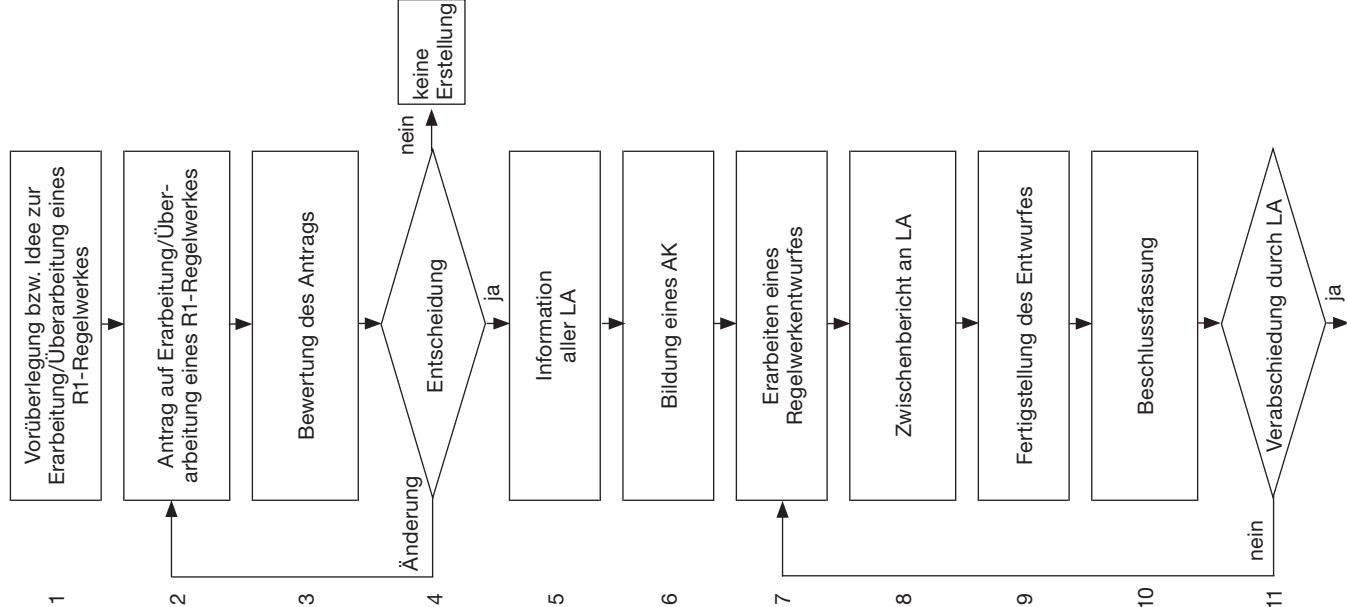 1
Vorüberlegung bzw. Idee zur
Erarbeitung/Überarbeitung eines
R1-Regelwerkes
2
Antrag auf Erarbeitung/Über-
arbeitung eines R1-Regelwerkes
3
Bewertung des Antrags
4
Änderung
Entscheidung
nein
keine
Erstellung
ja
5
Information
aller LA
6
Bildung eines AK
7
Erarbeiten eines
Regelwerkentwurfes
8
Zwischenbericht an LA
9
Fertigstellung des Entwurfes
10
Beschlussfassung
11
nein
Verabschiedung durch LA
ja